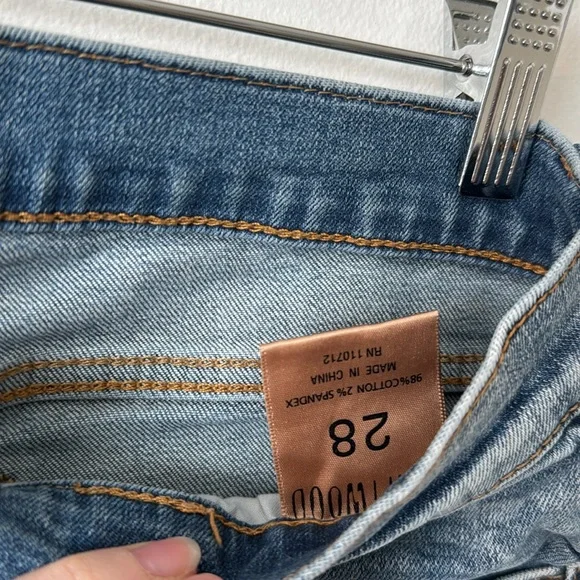 28
98%COTTON 2% SPANDEX
MADE IN CHINA
RN 110712